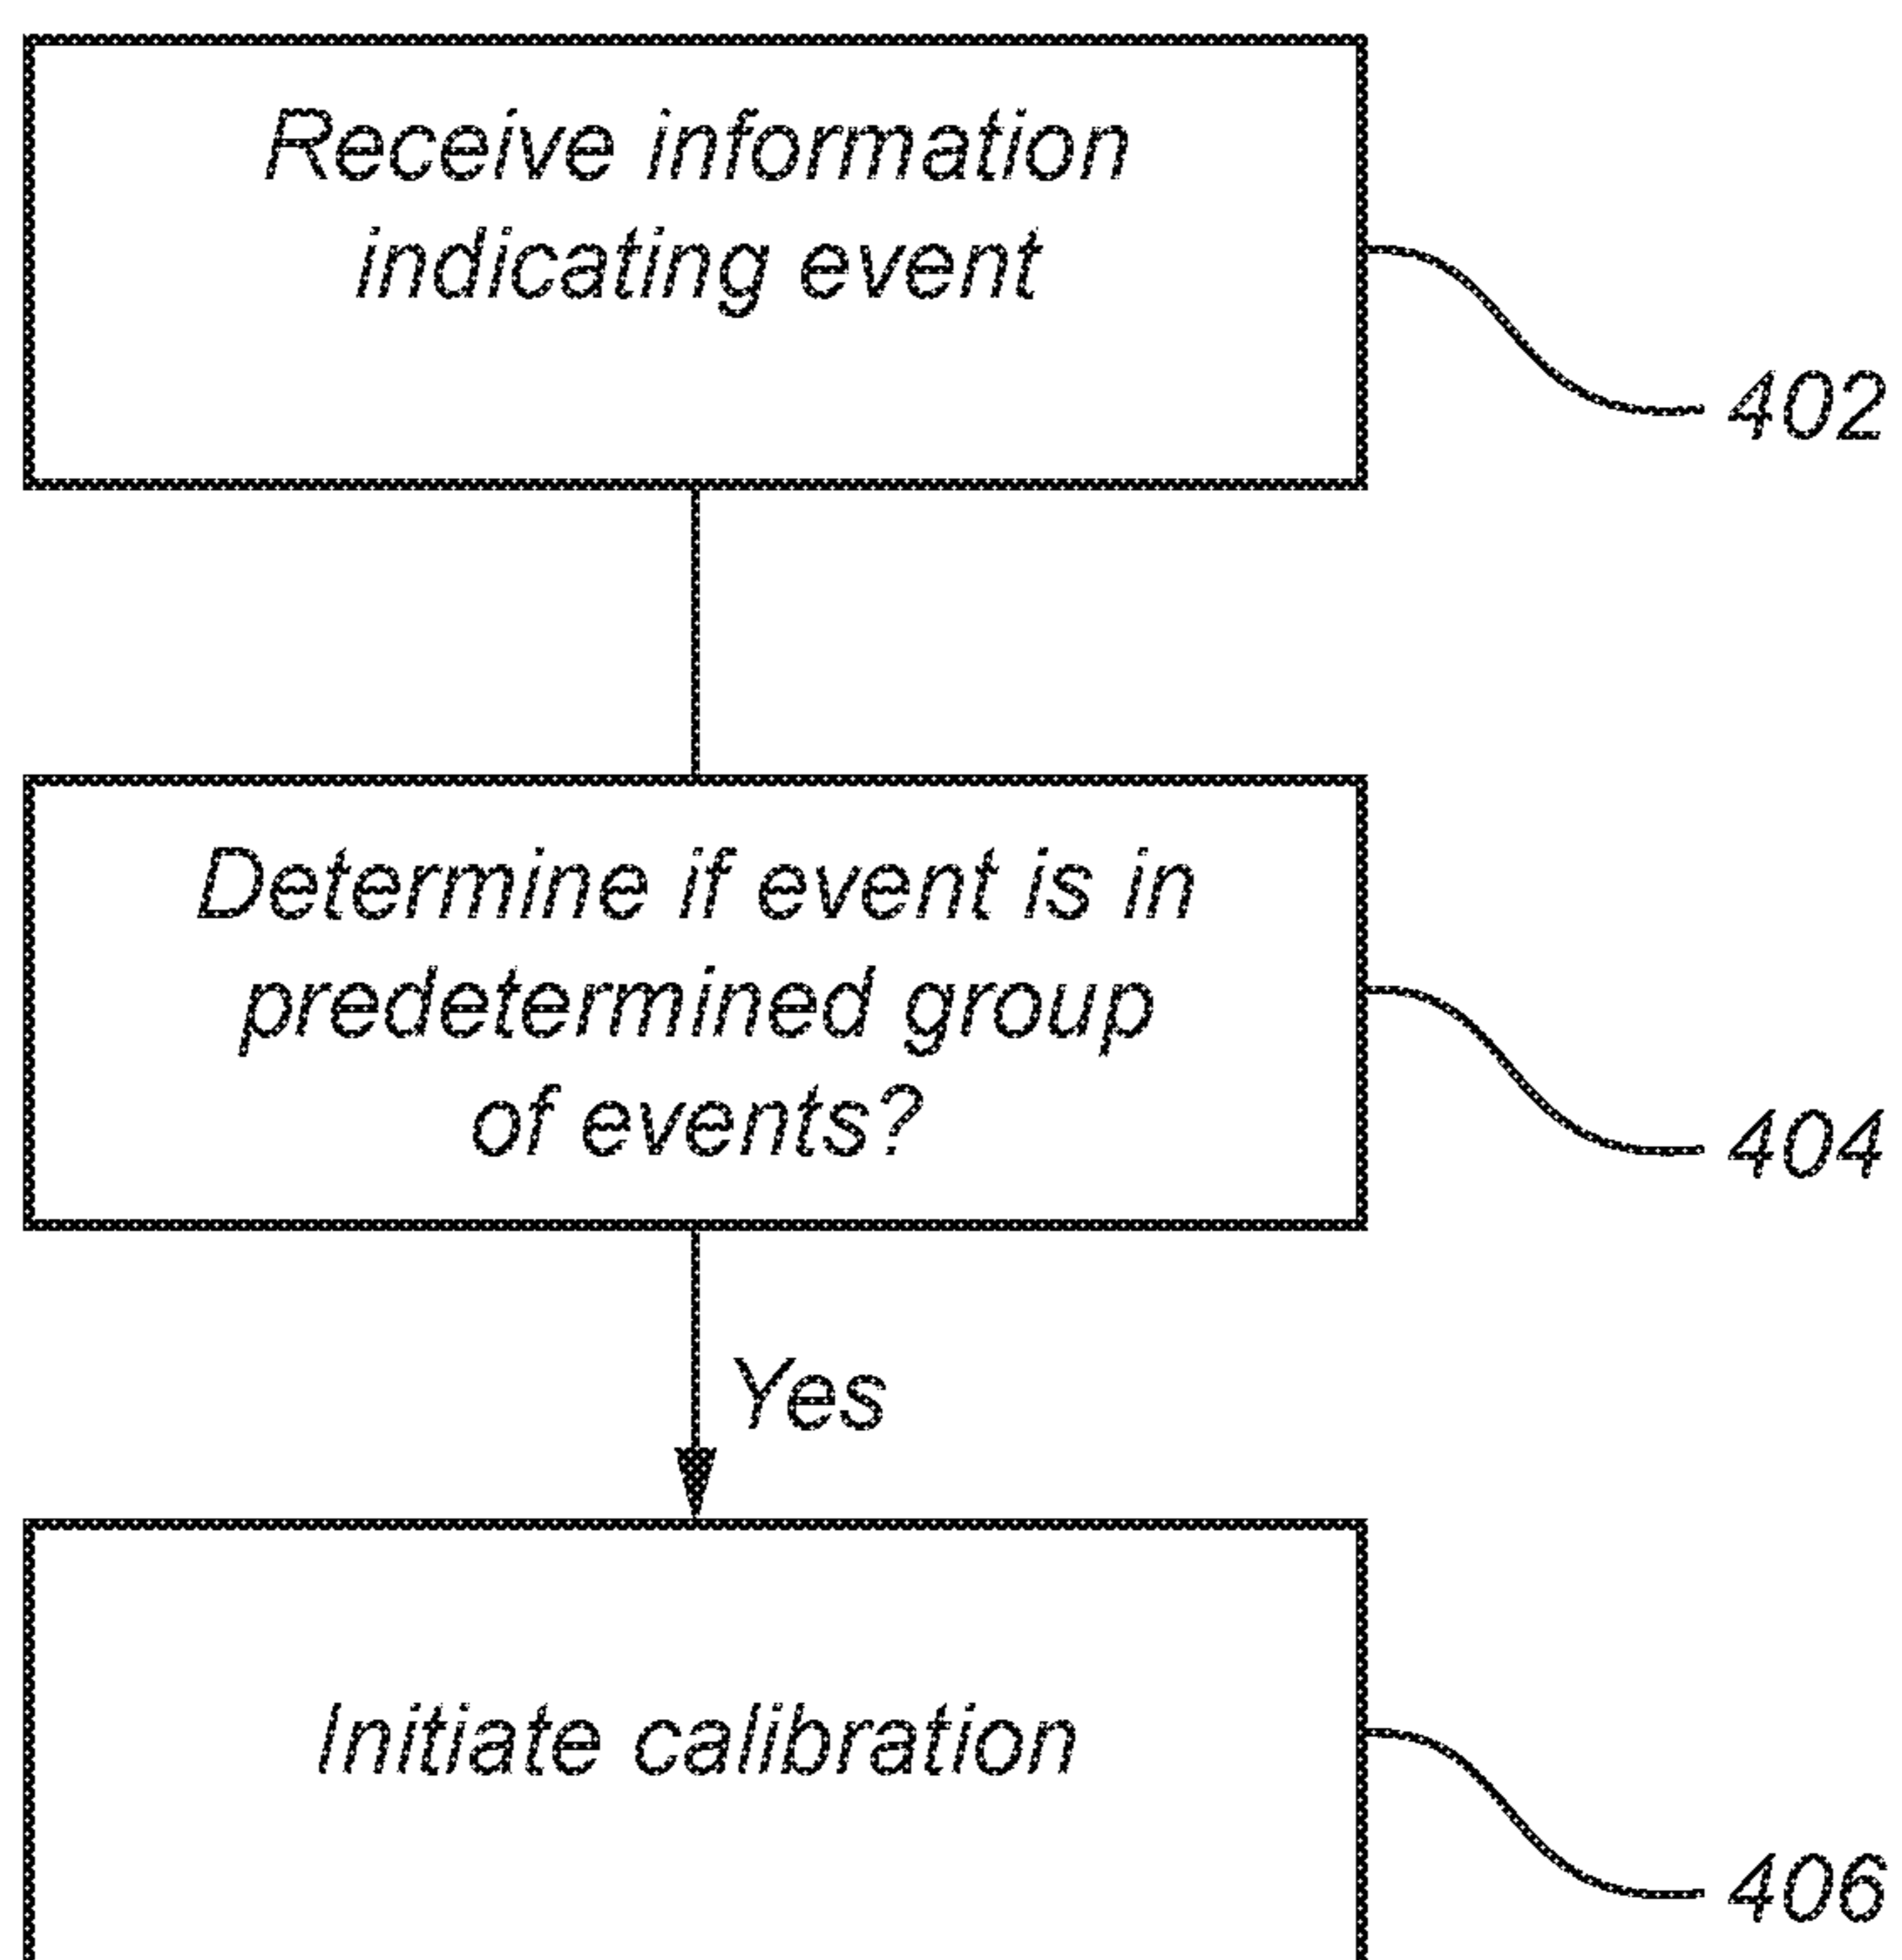 Receive information
indicating event
402
Determine if event is in
predetermined group
of events?
404
Yes
Initiate calibration
406